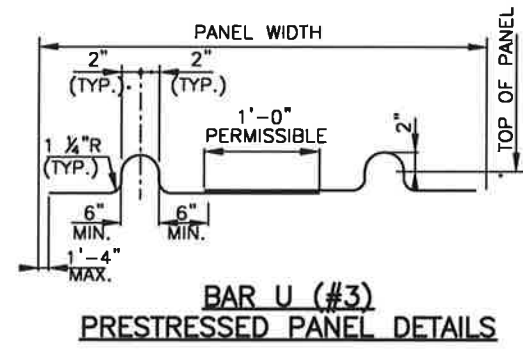 PANEL WIDTH
2" 2"
(TYP.) (TYP.)
1'-0"
PERMISSIBLE
2"
TOP OF PANEL
1 ¼"R
(TYP.)
6" 6"
MIN. MIN.
1'-4"
MAX.
BAR U (#3)
PRESTRESSED PANEL DETAILS